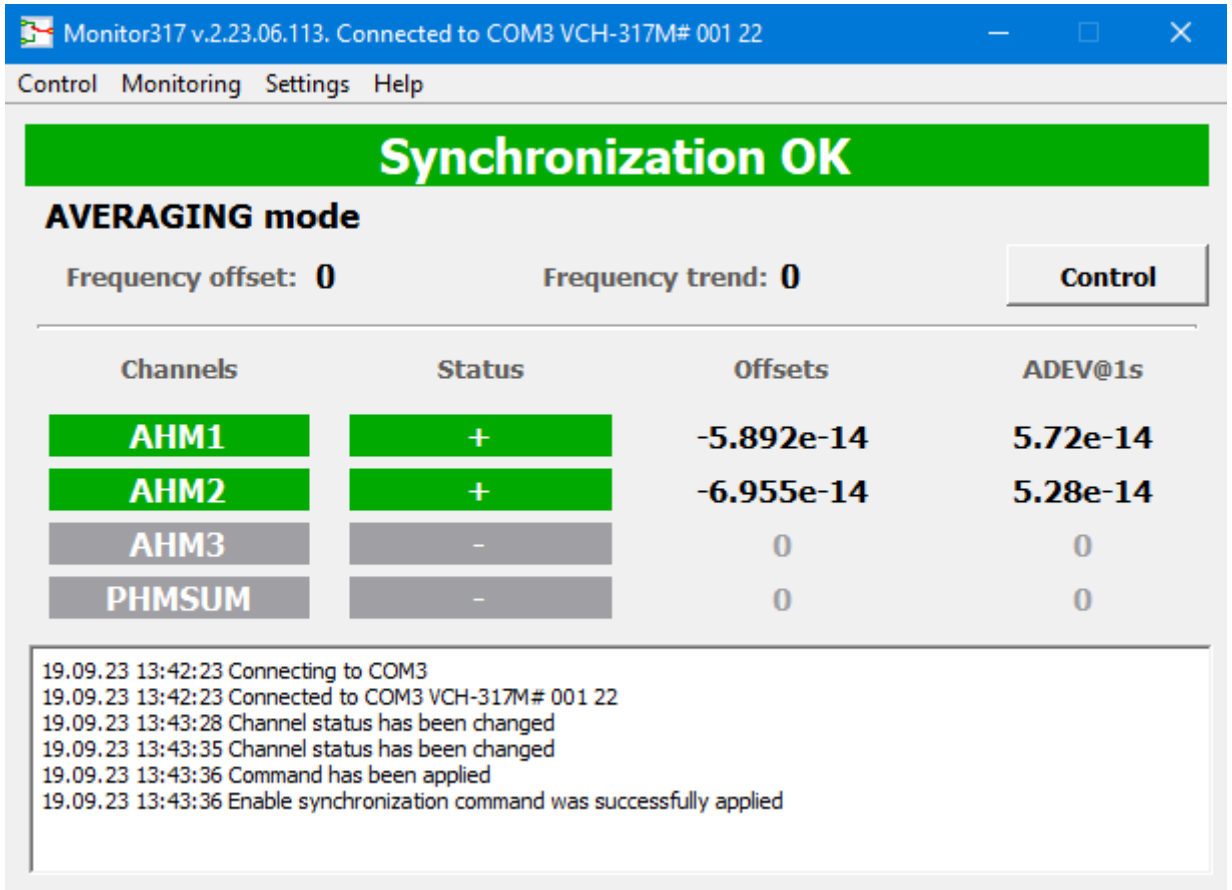 Monitor317 v.2.23.06.113. Connected to COM3 VCH-317M# 001 22
Control Monitoring Settings Help
Synchronization OK
AVERAGING mode
Frequency offset: 0 Frequency trend: 0 Control
Channels Status Offsets ADEV@1s
AHM1 + -5.892e-14 5.72e-14
AHM2 + -6.955e-14 5.28e-14
AHM3 - 0 0
PHMSUM - 0 0
19.09.23 13:42:23 Connecting to COM3
19.09.23 13:42:23 Connected to COM3 VCH-317M# 001 22
19.09.23 13:43:28 Channel status has been changed
19.09.23 13:43:35 Channel status has been changed
19.09.23 13:43:36 Command has been applied
19.09.23 13:43:36 Enable synchronization command was successfully applied